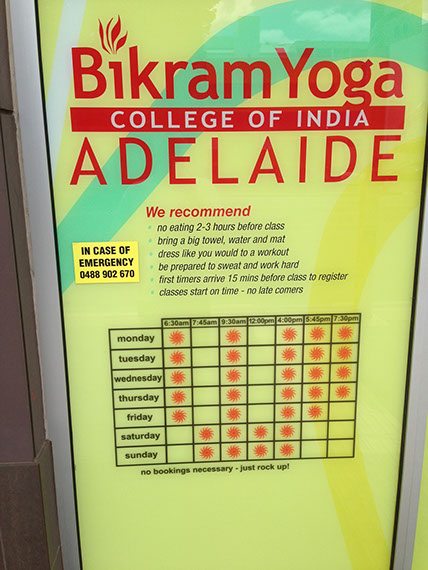 BikramYoga
COLLEGE OF INDIA
ADELAIDE
We recommend
no eating 2-3 hours before class
bring a big towel, water and mat
dress like you would to a workout
be prepared to sweat and work hard
first timers arrive 15 mins before class to register
classes start on time - no late comers
IN CASE OF
EMERGENCY
0488 902 670
6:30am 7:45am 9:30am 12:00pm 4:00pm 5:45pm 7:30pm
monday
tuesday
wednesday
thursday
friday
saturday
sunday
no bookings necessary - just rock up!